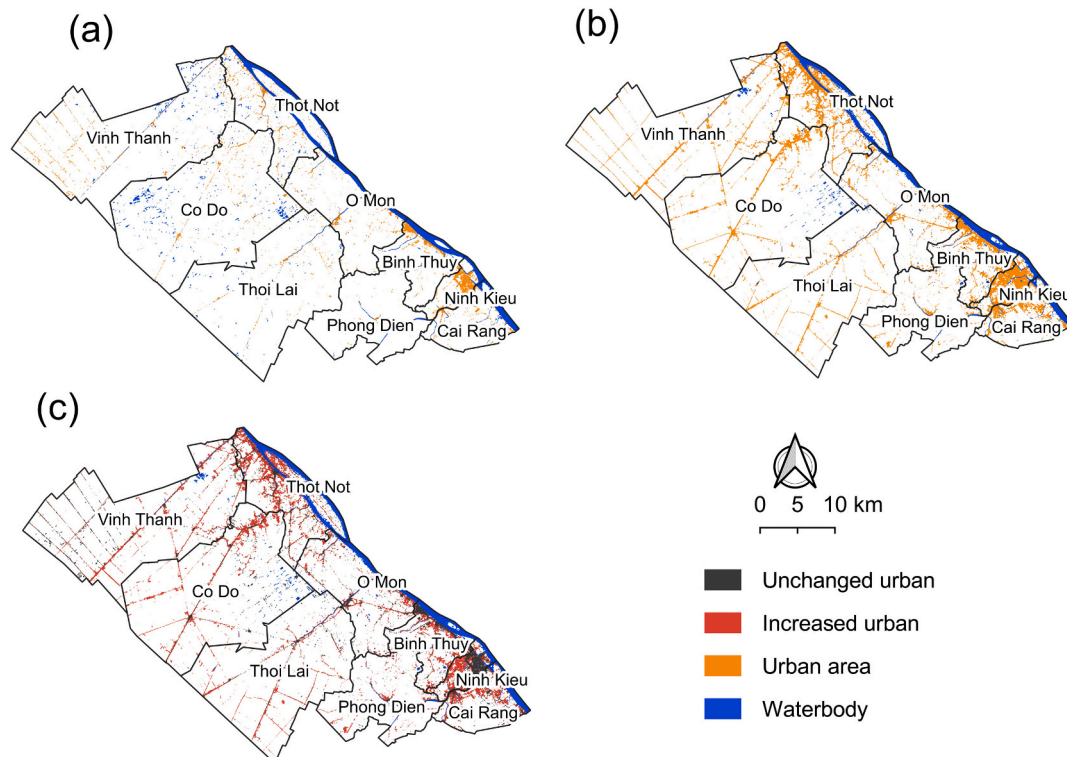 (a)
Thot Not
Vinh Thanh
Co Do
O Mon
Binh Thuy
Thoi Lai
Ninh Kieu
Phong Dien
Cai Rang
(b)
Thot Not
Vinh Thanh
O Mon
Co Do
Binh Thuy
Thoi Lai
Ninh Kieu
Phong Dien
Cai Rang
(c)
Thot Not
Vinh Thanh
O Mon
Co Do
Binh Thuy
Thoi Lai
Ninh Kieu
Phong Dien
Cai Rang
0 5 10 km
Unchanged urban
Increased urban
Urban area
Waterbody